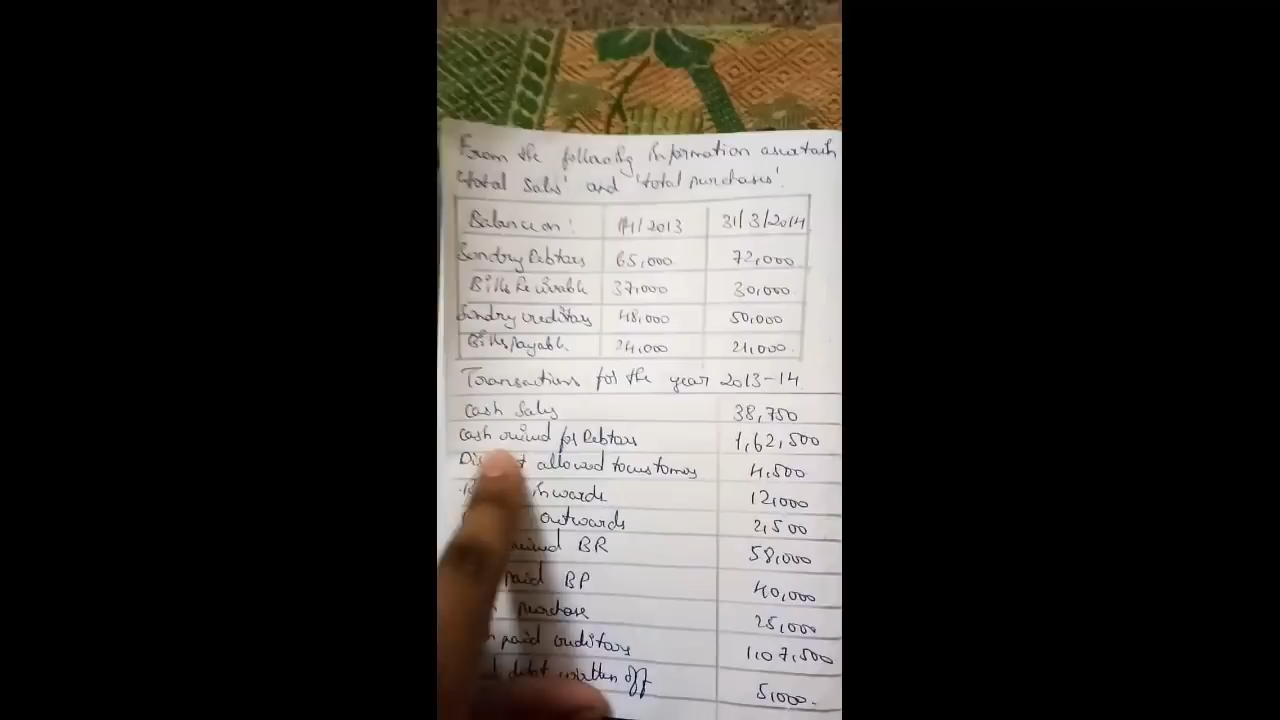 From the following information ascertain
'total sales' and 'total purchases'.
Balance on: 1/4/2013 31/3/2014
Sundry Debtors 65,000 72,000
Bills Receivable 37,000 30,000
Sundry creditors 48,000 50,000
Bills payable 24,000 21,000
Transactions for the year 2013-14
Cash Sales 38,750
Cash received for Debtors 1,62,500
allowed to customers 4,500
inwards 12,000
outwards 2,500
BR 58,000
paid BP 40,000
purchase 25,000
paid creditors 1,07,500
debt written off 5,000.